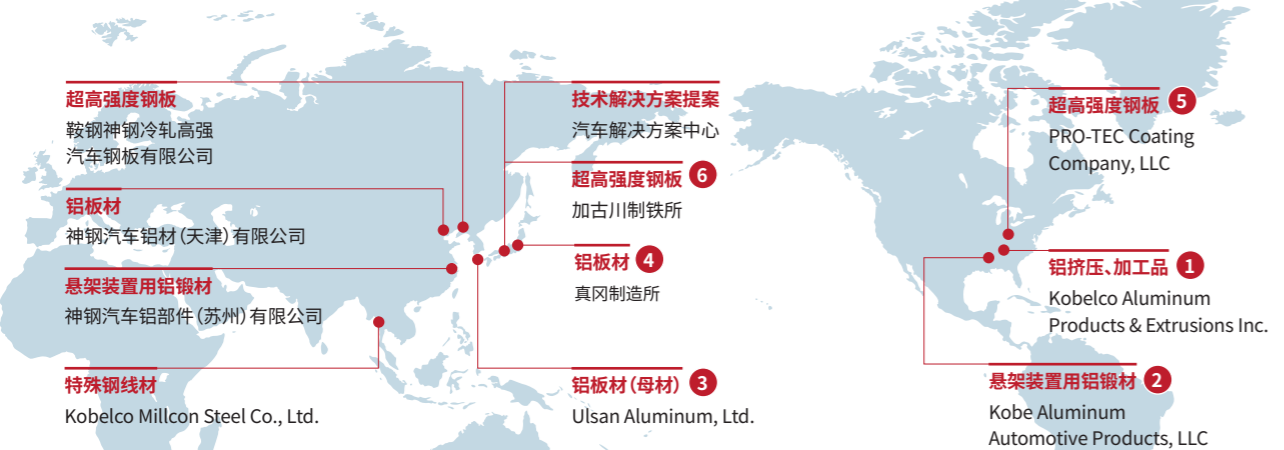 超高强度钢板
鞍钢神钢冷轧高强
汽车钢板有限公司
铝板材
神钢汽车铝材(天津)有限公司
悬架装置用铝锻材
神钢汽车铝部件(苏州)有限公司
特殊钢线材
Kobelco Millcon Steel Co., Ltd.
技术解决方案提案
汽车解决方案中心
超高强度钢板 6
加古川制铁所
铝板材 4
真冈制造所
铝板材(母材) 3
Ulsan Aluminum, Ltd.
超高强度钢板 5
PRO-TEC Coating
Company, LLC
铝挤压、加工品 1
Kobelco Aluminum
Products & Extrusions Inc.
悬架装置用铝锻材 2
Kobe Aluminum
Automotive Products, LLC